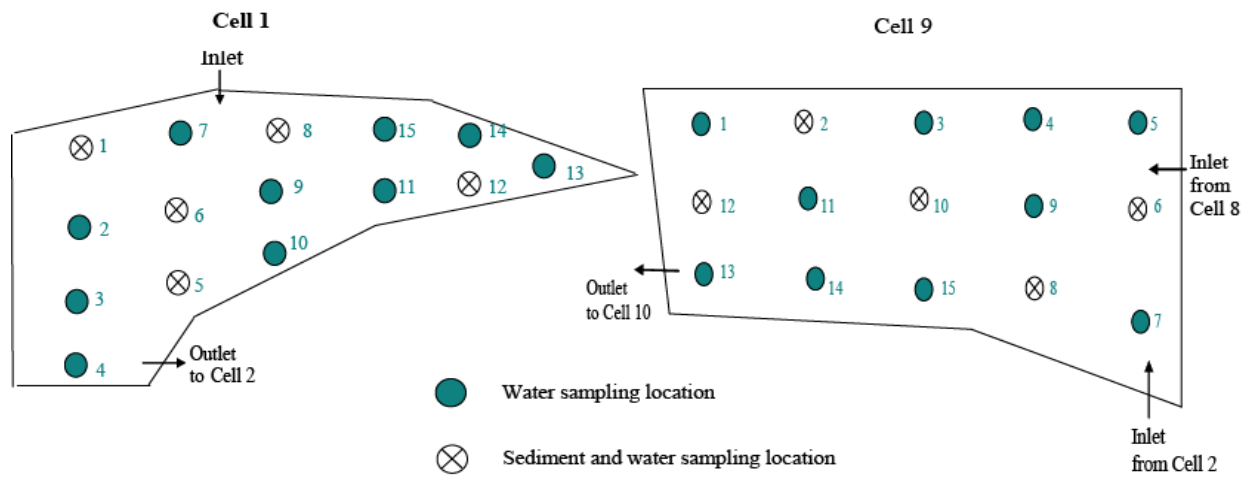 Cell 1
Cell 9
Inlet
1
7
8
15
14
13
2
6
9
11
12
3
5
10
4
Outlet
to Cell 2
1
2
3
4
5
Inlet
from
Cell 8
12
11
10
9
6
13
14
15
8
7
Outlet
to Cell 10
Inlet
from Cell 2
Water sampling location
Sediment and water sampling location